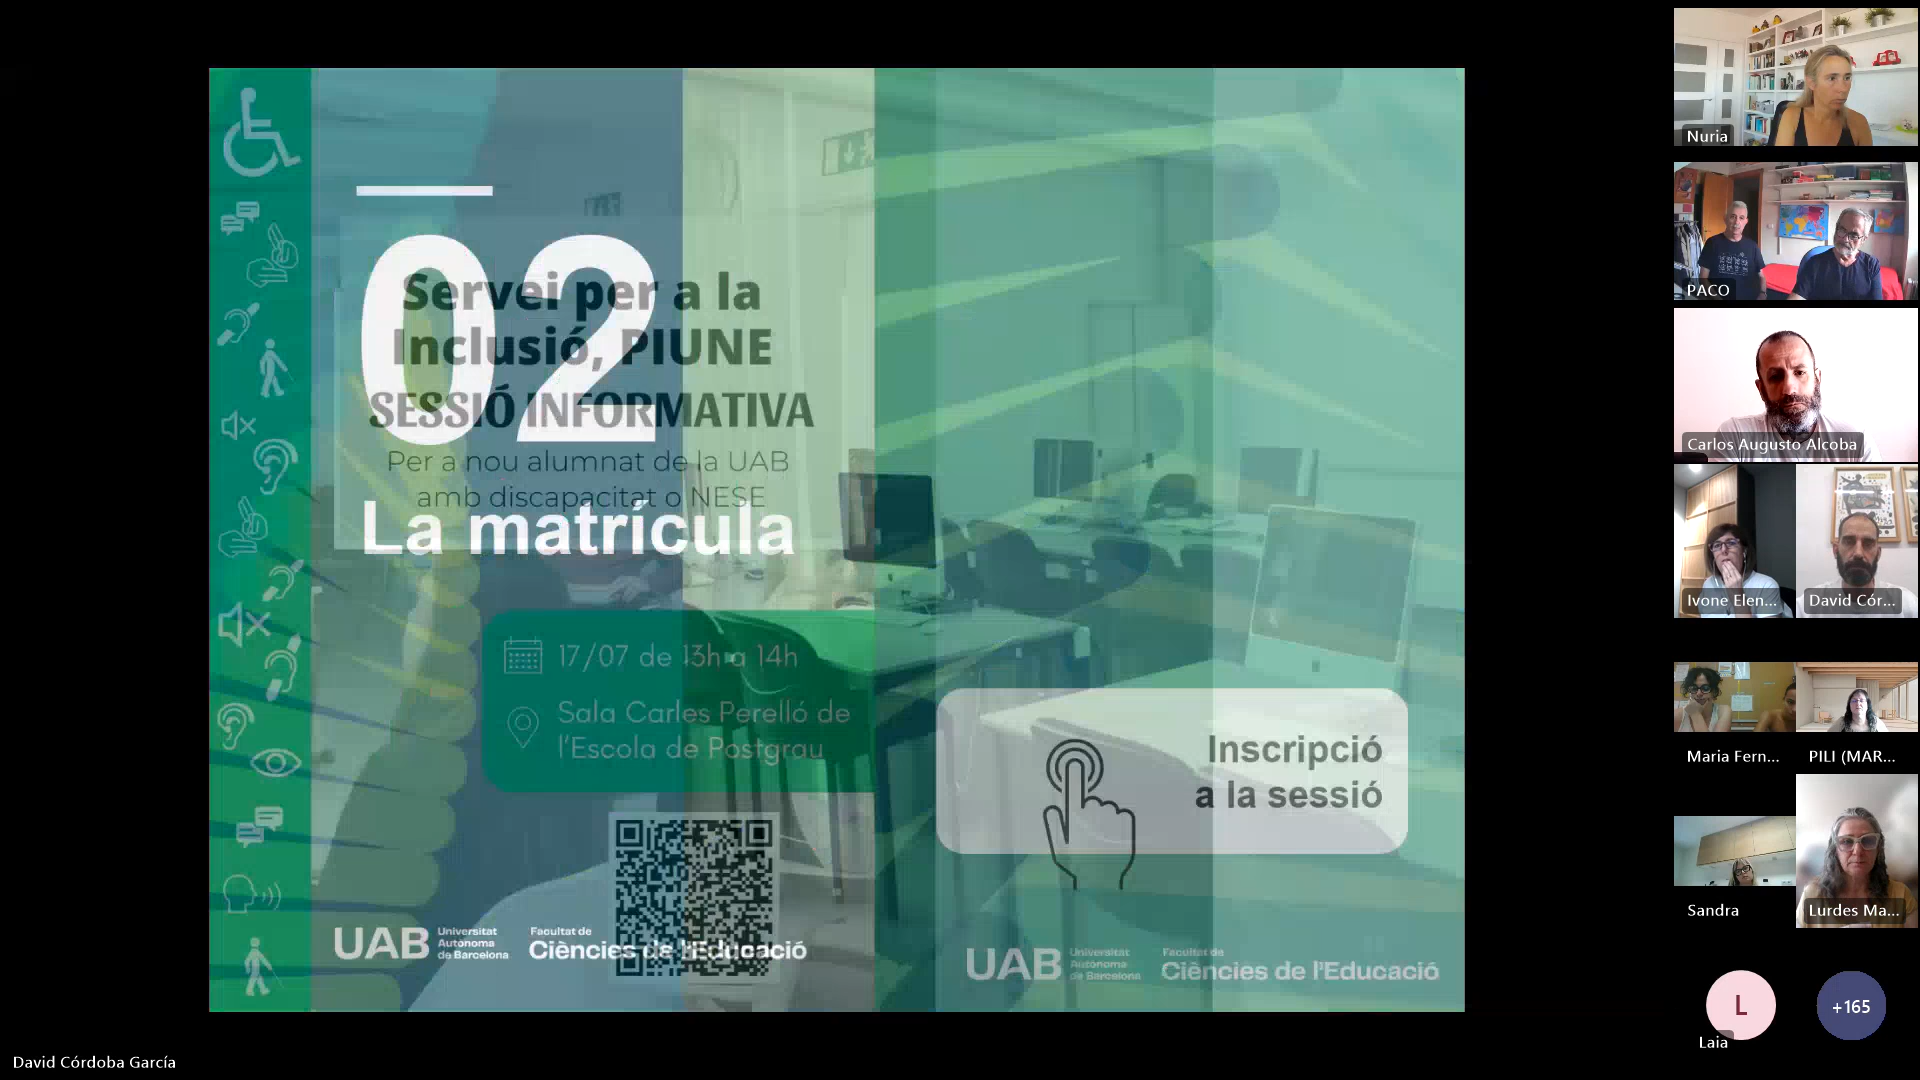 02
Servei per a la
Inclusió, PIUNE
SESSIÓ INFORMATIVA
Per a nou alumnat de la UAB
amb discapacitat o NESE
La matrícula
17/07 de 13h a 14h
Sala Carles Perelló de
l'Escola de Postgrau
Inscripció
a la sessió
UAB
Universitat
Autònoma
de Barcelona
Facultat de
Ciències de l'Educació
UAB
Universitat
Autònoma
de Barcelona
Facultat de
Ciències de l'Educació
David Córdoba García
Nuria
PACO
Carlos Augusto Alcoba
Ivone Elen...
David Cór...
Maria Fern...
PILI (MAR...
Sandra
Lurdes Ma...
L
Laia
+165